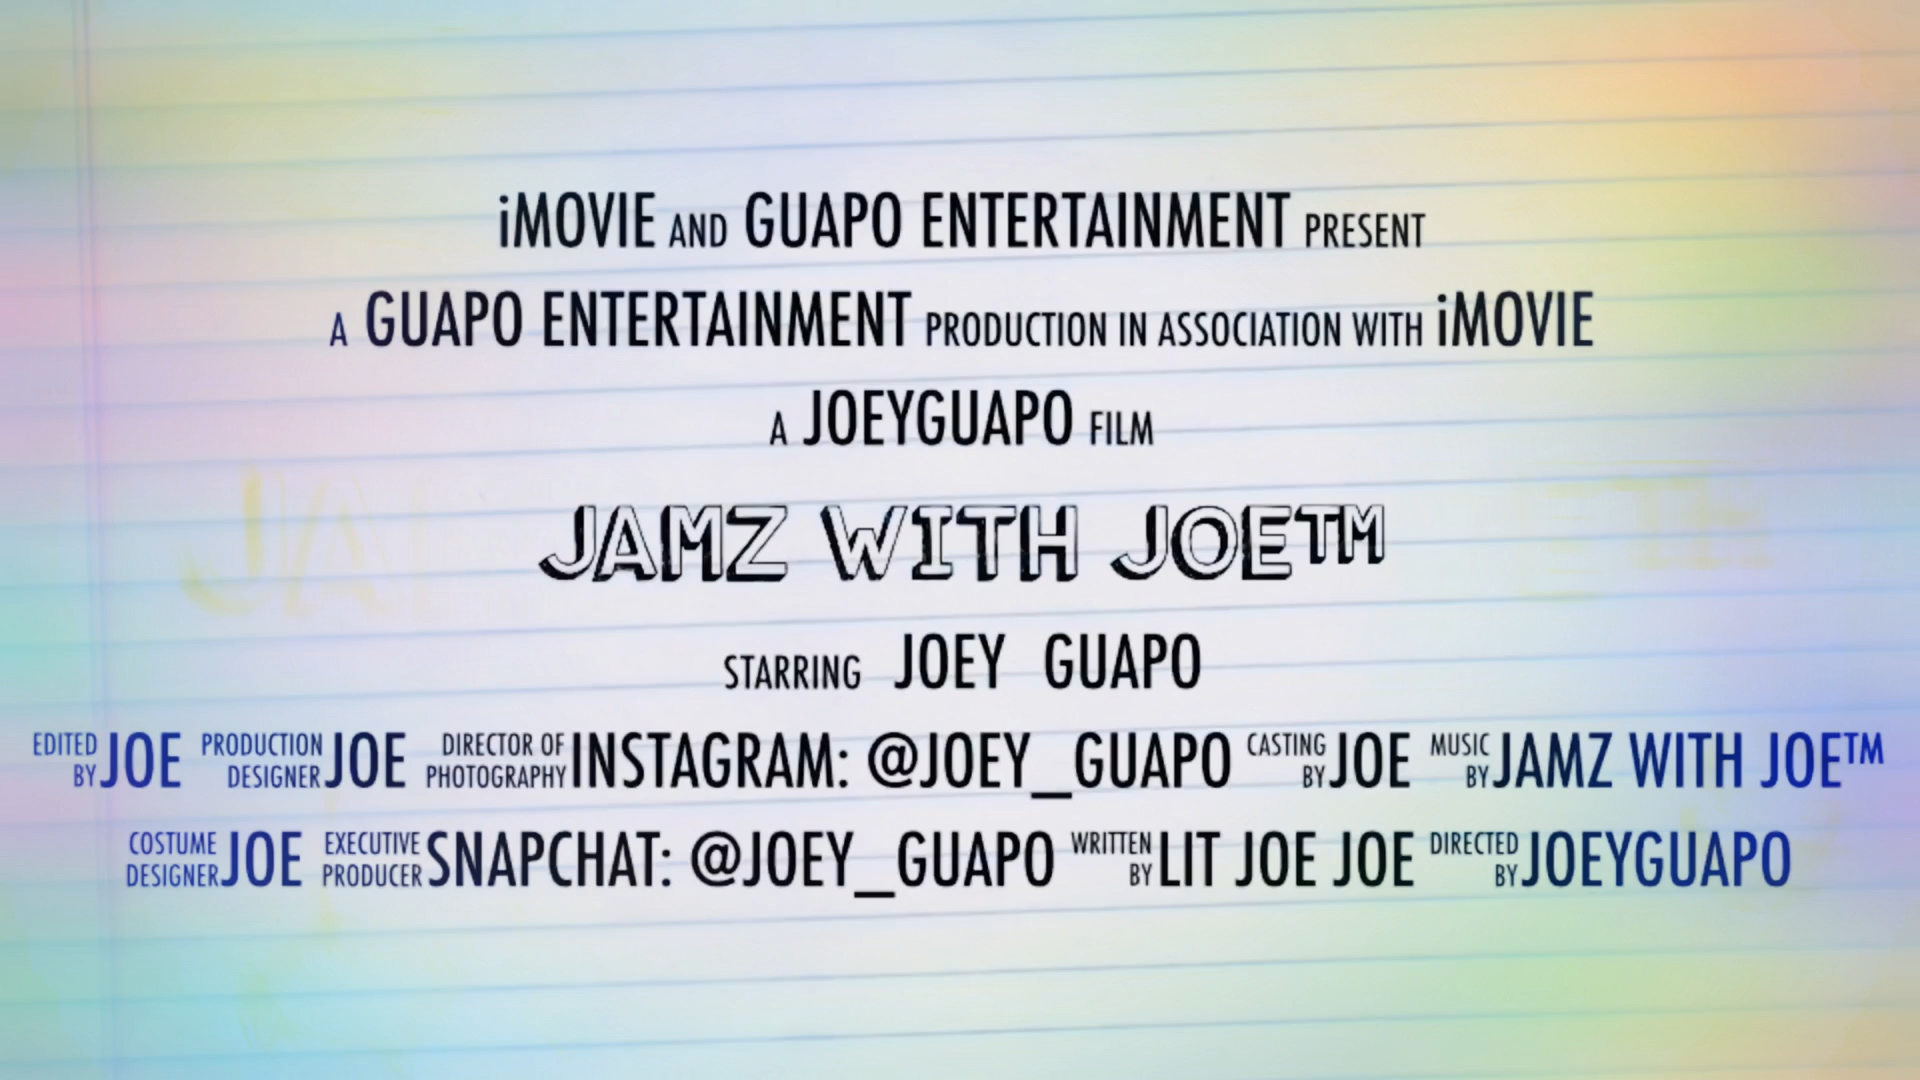 iMOVIE AND GUAPO ENTERTAINMENT PRESENT
A GUAPO ENTERTAINMENT PRODUCTION IN ASSOCIATION WITH iMOVIE
A JOEYGUAPO FILM
JAMZ WITH JOE™
STARRING JOEY GUAPO
EDITED BY JOE PRODUCTION DESIGNER JOE DIRECTOR OF PHOTOGRAPHY INSTAGRAM: @JOEY_GUAPO CASTING BY JOE MUSIC BY JAMZ WITH JOE™
COSTUME DESIGNER JOE EXECUTIVE PRODUCER SNAPCHAT: @JOEY_GUAPO WRITTEN BY LIT JOE JOE DIRECTED BY JOEYGUAPO